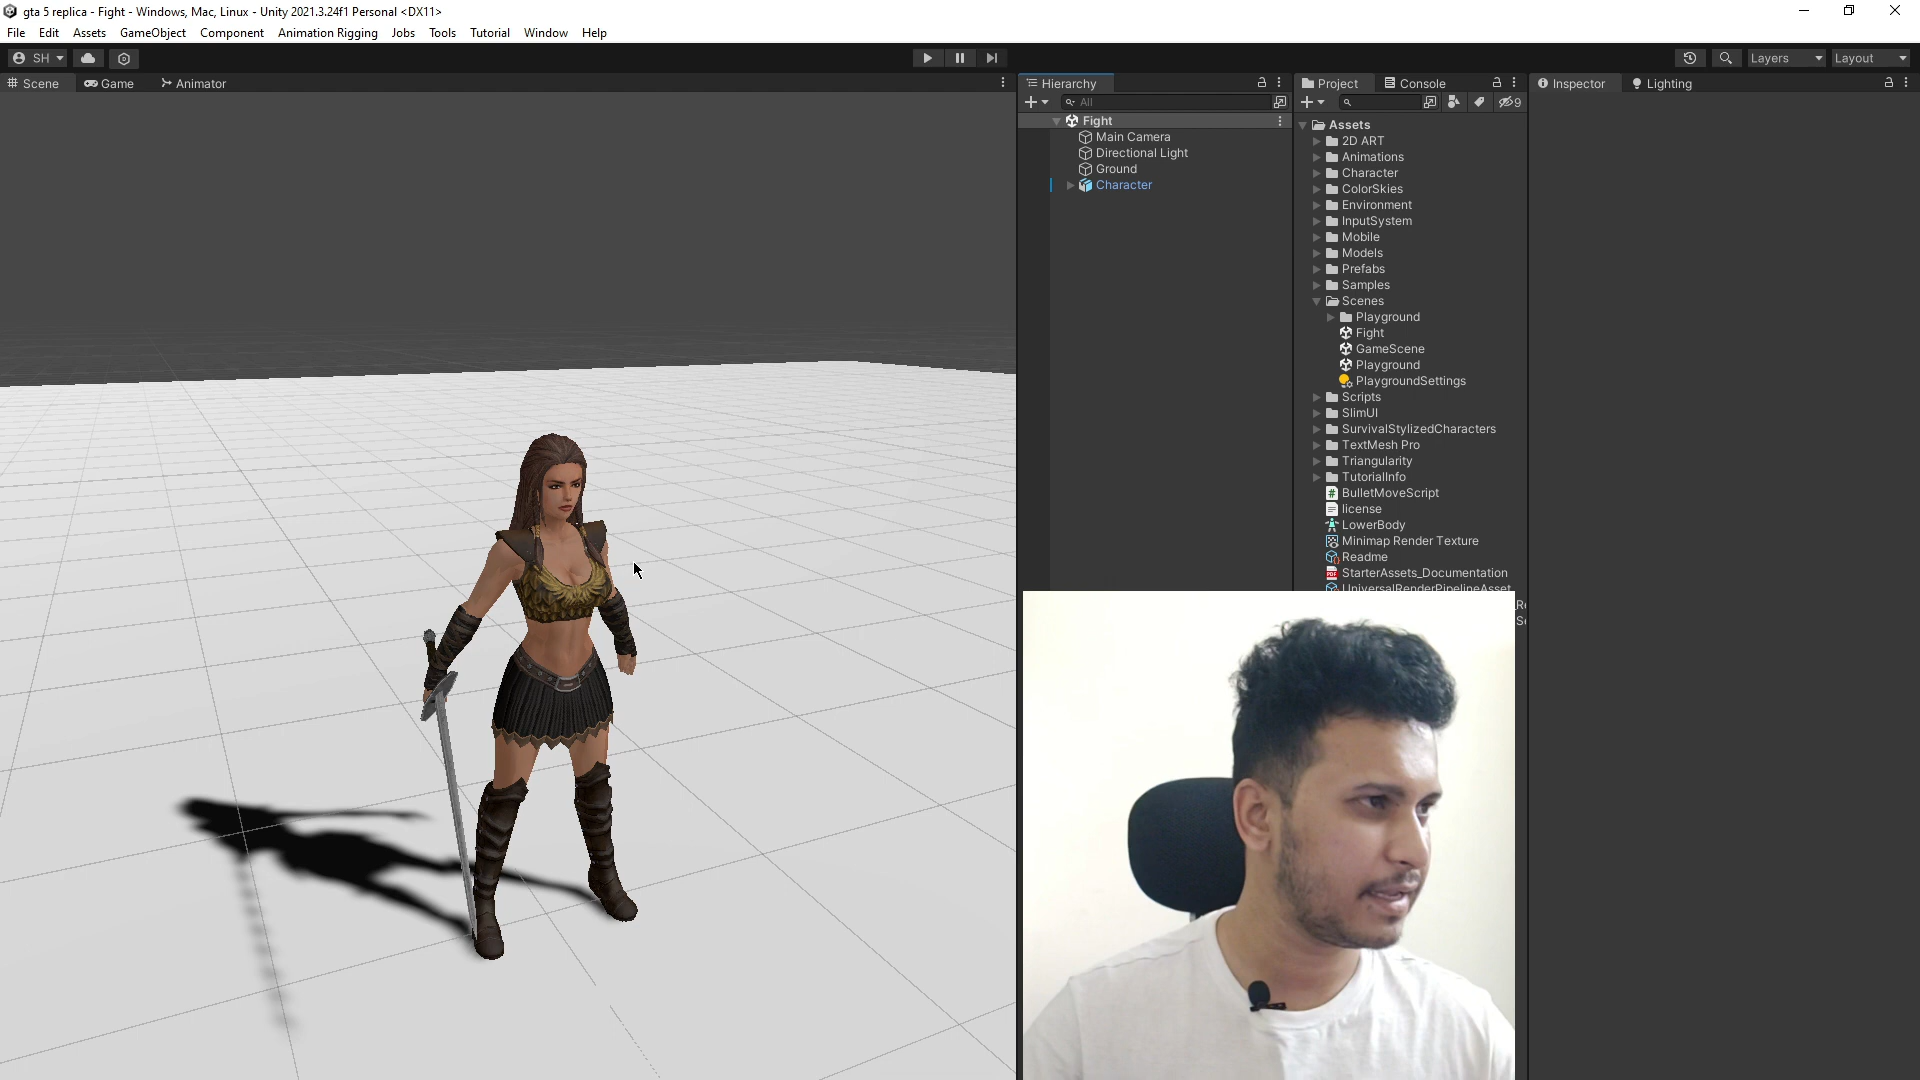 gta 5 replica - Fight - Windows, Mac, Linux - Unity 2021.3.24f1 Personal <DX11>
File Edit Assets GameObject Component Animation Rigging Jobs Tools Tutorial Window Help
SH Layers Layout
Scene Game Animator Hierarchy Project Console Inspector Lighting
All 9
Fight
Main Camera
Directional Light
Ground
Character
Assets
2D ART
Animations
Character
ColorSkies
Environment
InputSystem
Mobile
Models
Prefabs
Samples
Scenes
Playground
Fight
GameScene
Playground
PlaygroundSettings
Scripts
SlimUI
SurvivalStylizedCharacters
TextMesh Pro
Triangularity
TutorialInfo
BulletMoveScript
license
LowerBody
Minimap Render Texture
Readme
StarterAssets_Documentation
UniversalRenderPipelineAsset